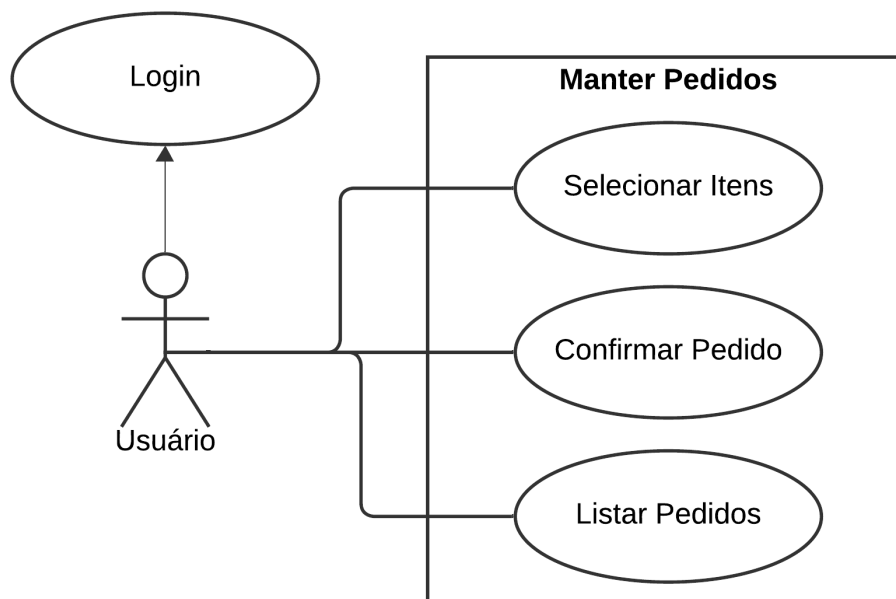 Login
Manter Pedidos
Selecionar Itens
Confirmar Pedido
Usuário
Listar Pedidos